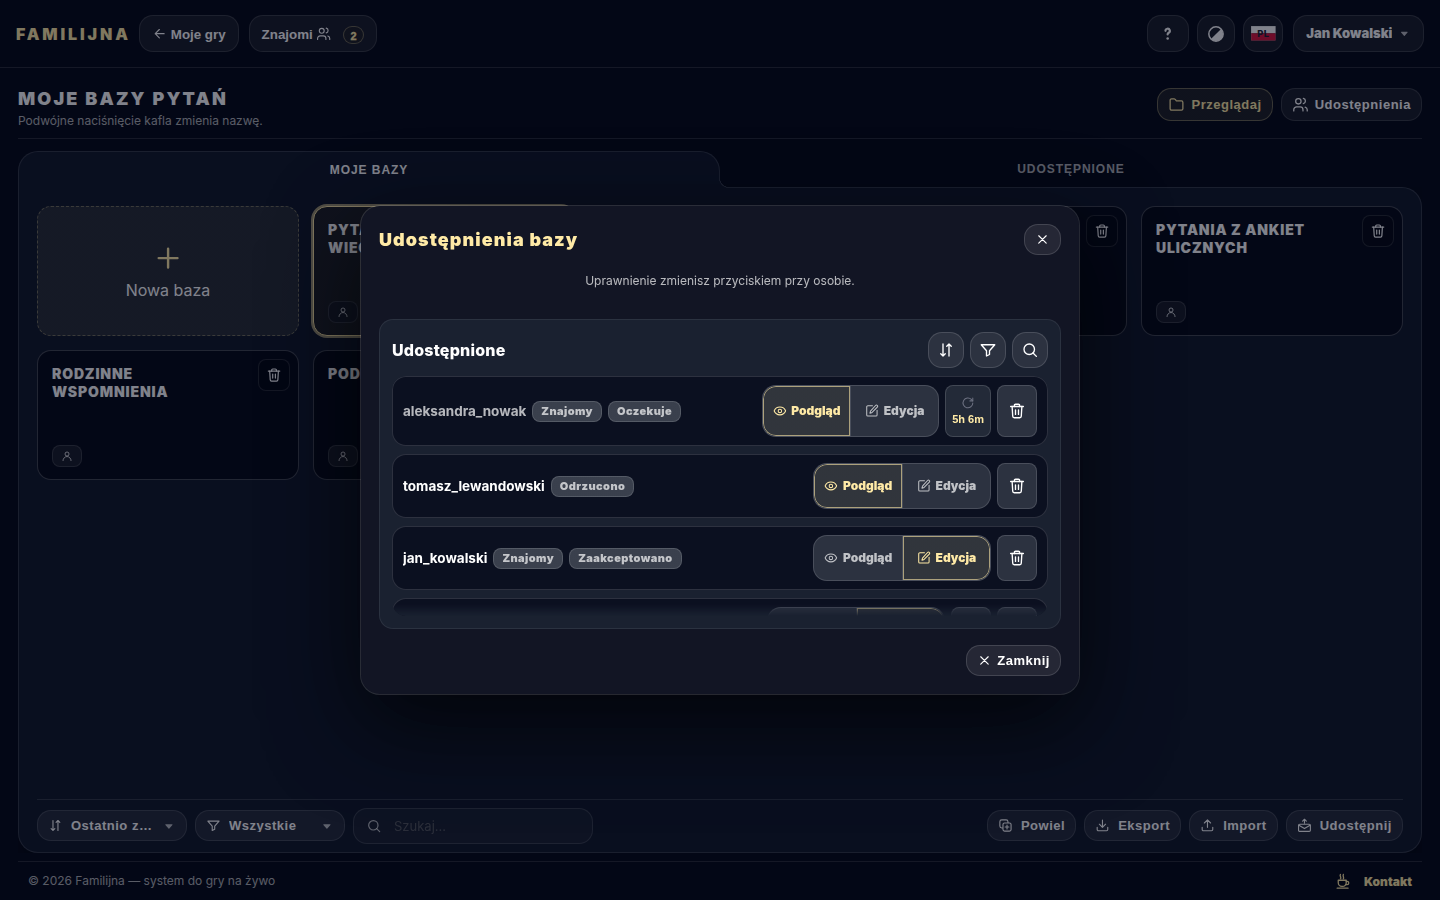 FAMILIJNA
Moje gry
Znajomi
2
?
PL
Jan Kowalski
MOJE BAZY PYTAŃ
Podwójne naciśnięcie kafla zmienia nazwę.
Przeglądaj
Udostępnienia
MOJE BAZY
UDOSTĘPNIONE
Nowa baza
PYTANIA Z ANKIET
ULICZNYCH
RODZINNE
WSPOMNIENIA
Udostępnienia bazy
Uprawnienie zmienisz przyciskiem przy osobie.
Udostępnione
aleksandra_nowak
Znajomy
Oczekuje
Podgląd
Edycja
5h 6m
tomasz_lewandowski
Odrzucono
Podgląd
Edycja
jan_kowalski
Znajomy
Zaakceptowano
Podgląd
Edycja
Zamknij
Ostatnio z...
Wszystkie
Szukaj...
Powiel
Eksport
Import
Udostępnij
© 2026 Familijna — system do gry na żywo
Kontakt